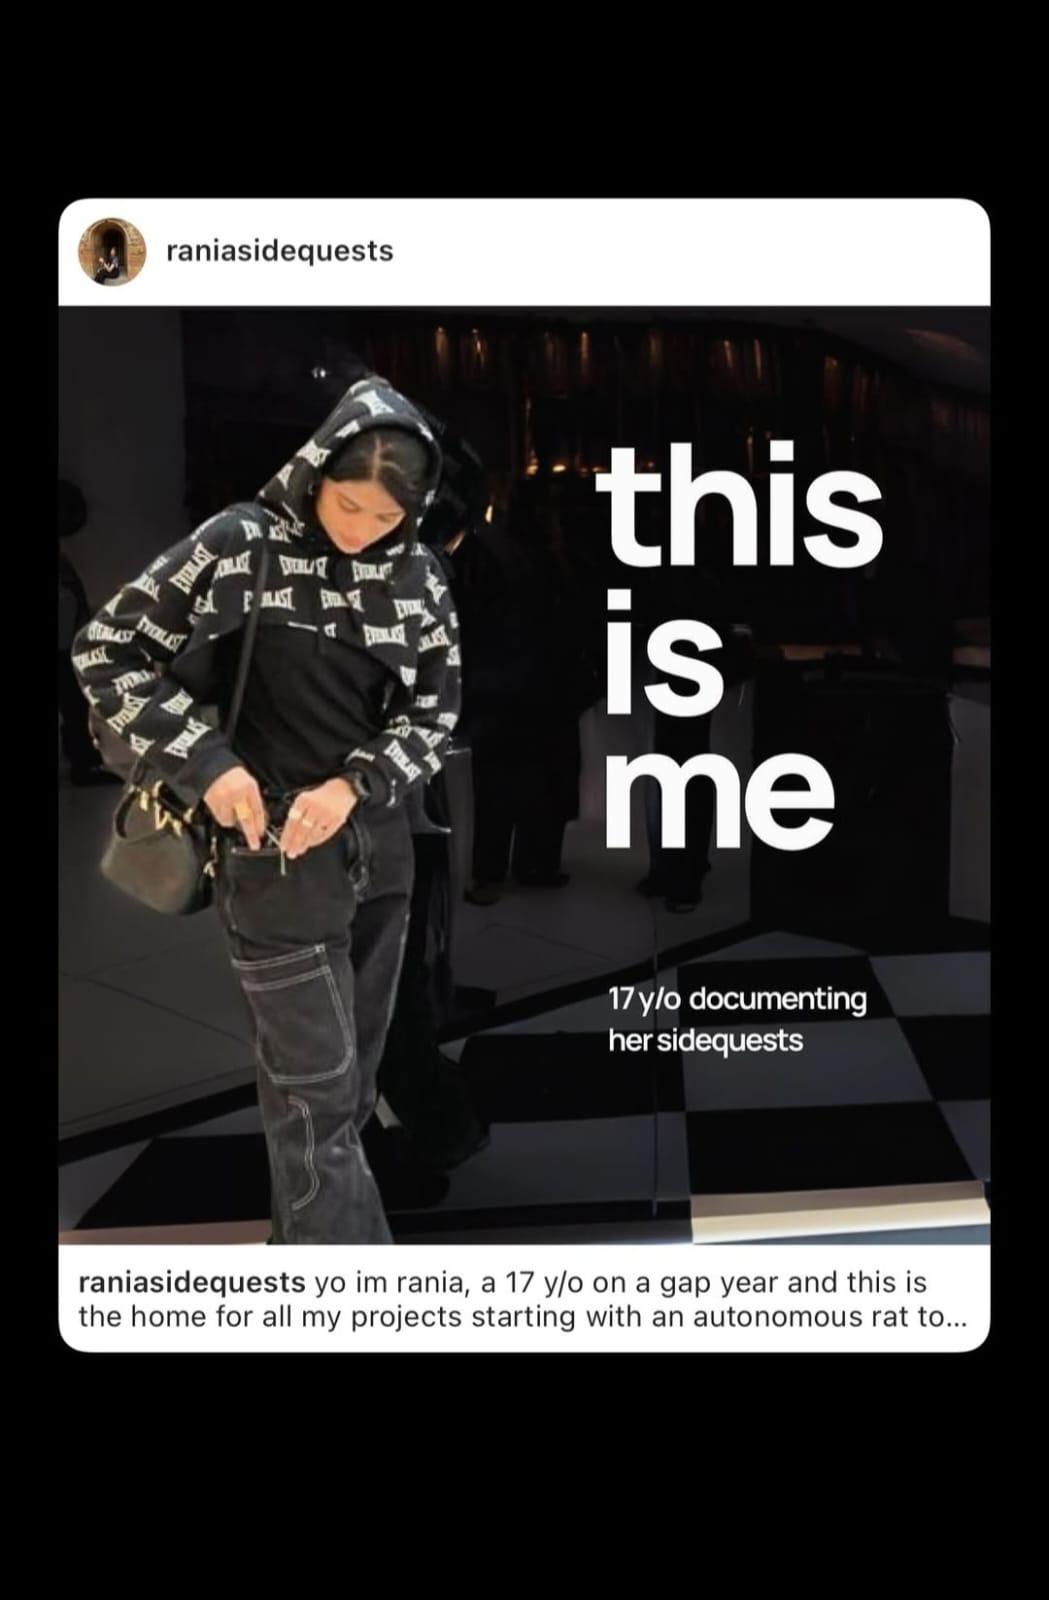 raniasidequests
EVERLAST
this
is
me
17 y/o documenting
her sidequests
raniasidequests yo im rania, a 17 y/o on a gap year and this is
the home for all my projects starting with an autonomous rat to...